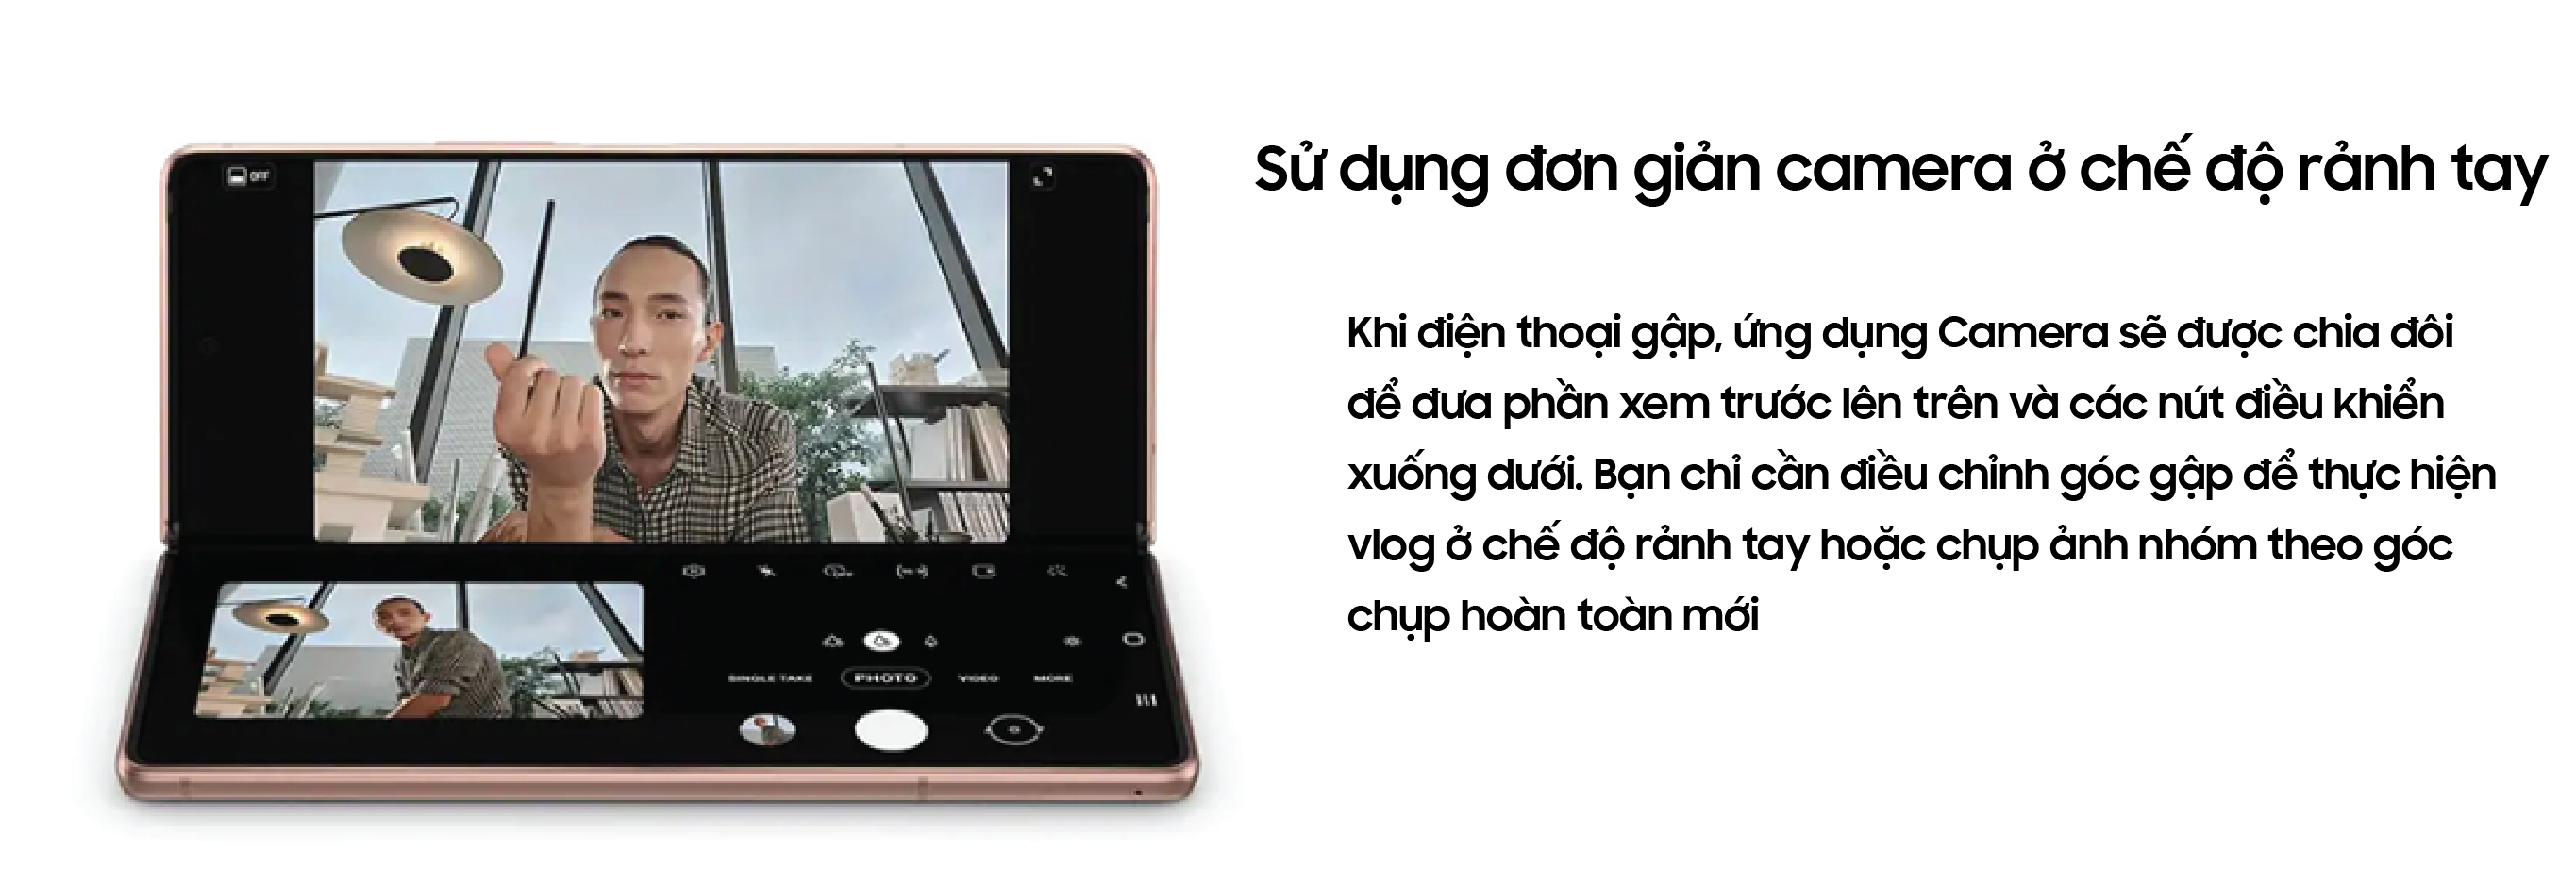 Sử dụng đơn giản camera ở chế độ rảnh tay
Khi điện thoại gập, ứng dụng Camera sẽ được chia đôi
để đưa phần xem trước lên trên và các nút điều khiển
xuống dưới. Bạn chỉ cần điều chỉnh góc gập để thực hiện
vlog ở chế độ rảnh tay hoặc chụp ảnh nhóm theo góc
chụp hoàn toàn mới
OFF
SINGLE TAKE PHOTO VIDEO MORE